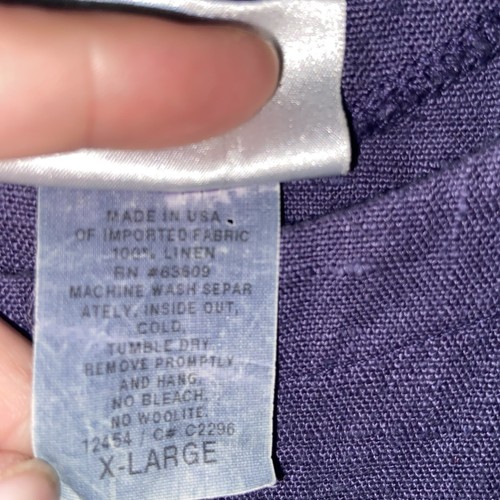 MADE IN USA
OF IMPORTED FABRIC
100% LINEN
RN #63609
MACHINE WASH SEPAR
ATELY, INSIDE OUT,
COLD,
TUMBLE DRY
REMOVE PROMPTLY
AND HANG.
NO BLEACH.
NO WOOLITE.
12454 / C# C2296
X-LARGE